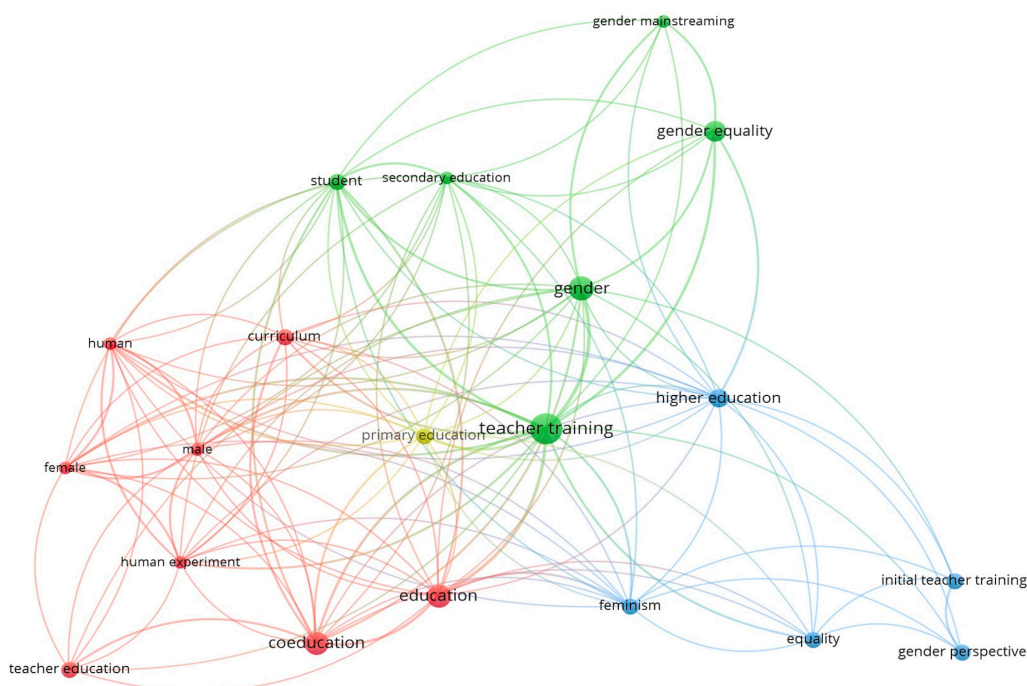 gender mainstreaming
gender equality
student
secondary education
gender
human
curriculum
higher education
teacher training
primary education
male
female
human experiment
initial teacher training
education
feminism
equality
coeducation
gender perspective
teacher education